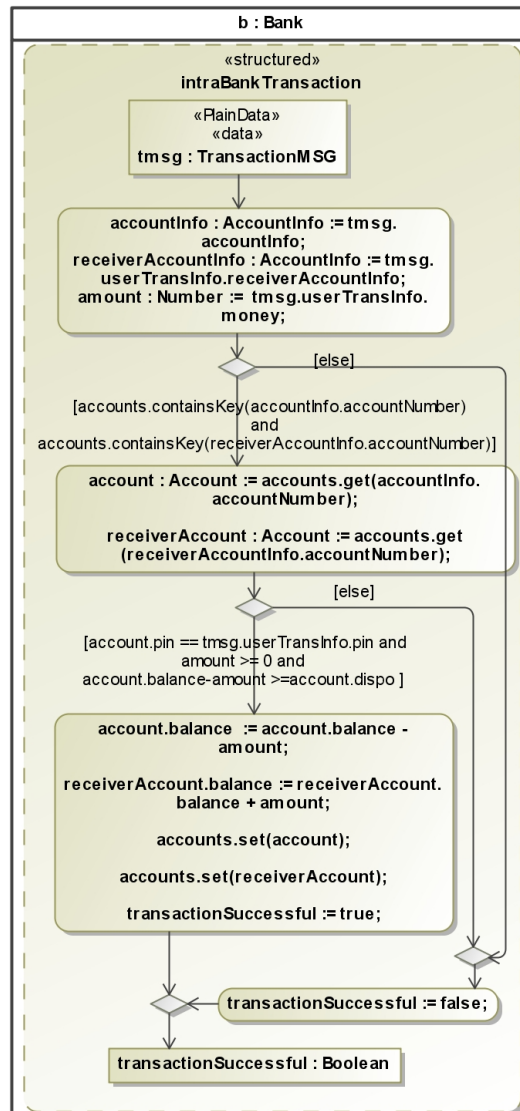 b : Bank
«structured»
intraBankTransaction
«PlainData»
«data»
tmsg : TransactionMSG
accountInfo : AccountInfo := tmsg.
accountInfo;
receiverAccountInfo : AccountInfo := tmsg.
userTransInfo.receiverAccountInfo;
amount : Number := tmsg.userTransInfo.
money;
[else]
[accounts.containsKey(accountInfo.accountNumber)
and
accounts.containsKey(receiverAccountInfo.accountNumber)]
account : Account := accounts.get(accountInfo.
accountNumber);
receiverAccount : Account := accounts.get
(receiverAccountInfo.accountNumber);
[else]
[account.pin == tmsg.userTransInfo.pin and
amount >= 0 and
account.balance-amount >=account.dispo ]
account.balance := account.balance -
amount;
receiverAccount.balance := receiverAccount.
balance + amount;
accounts.set(account);
accounts.set(receiverAccount);
transactionSuccessful := true;
transactionSuccessful := false;
transactionSuccessful : Boolean